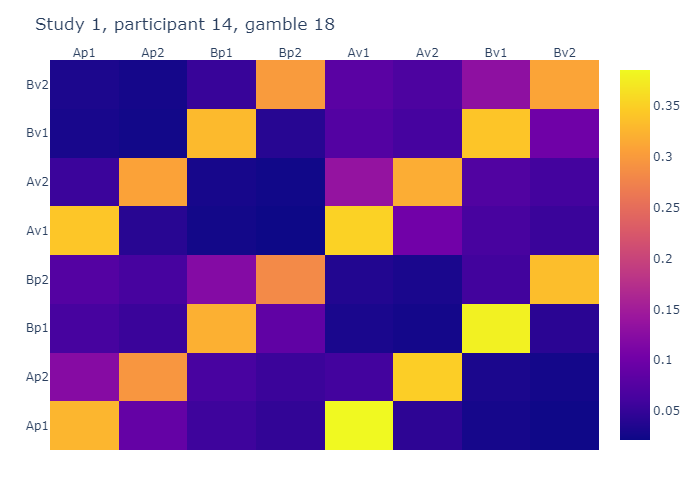 Study 1, participant 14, gamble 18
Ap1 Ap2 Bp1 Bp2 Av1 Av2 Bv1 Bv2
Bv2
Bv1
Av2
Av1
Bp2
Bp1
Ap2
Ap1
0.35
0.3
0.25
0.2
0.15
0.1
0.05